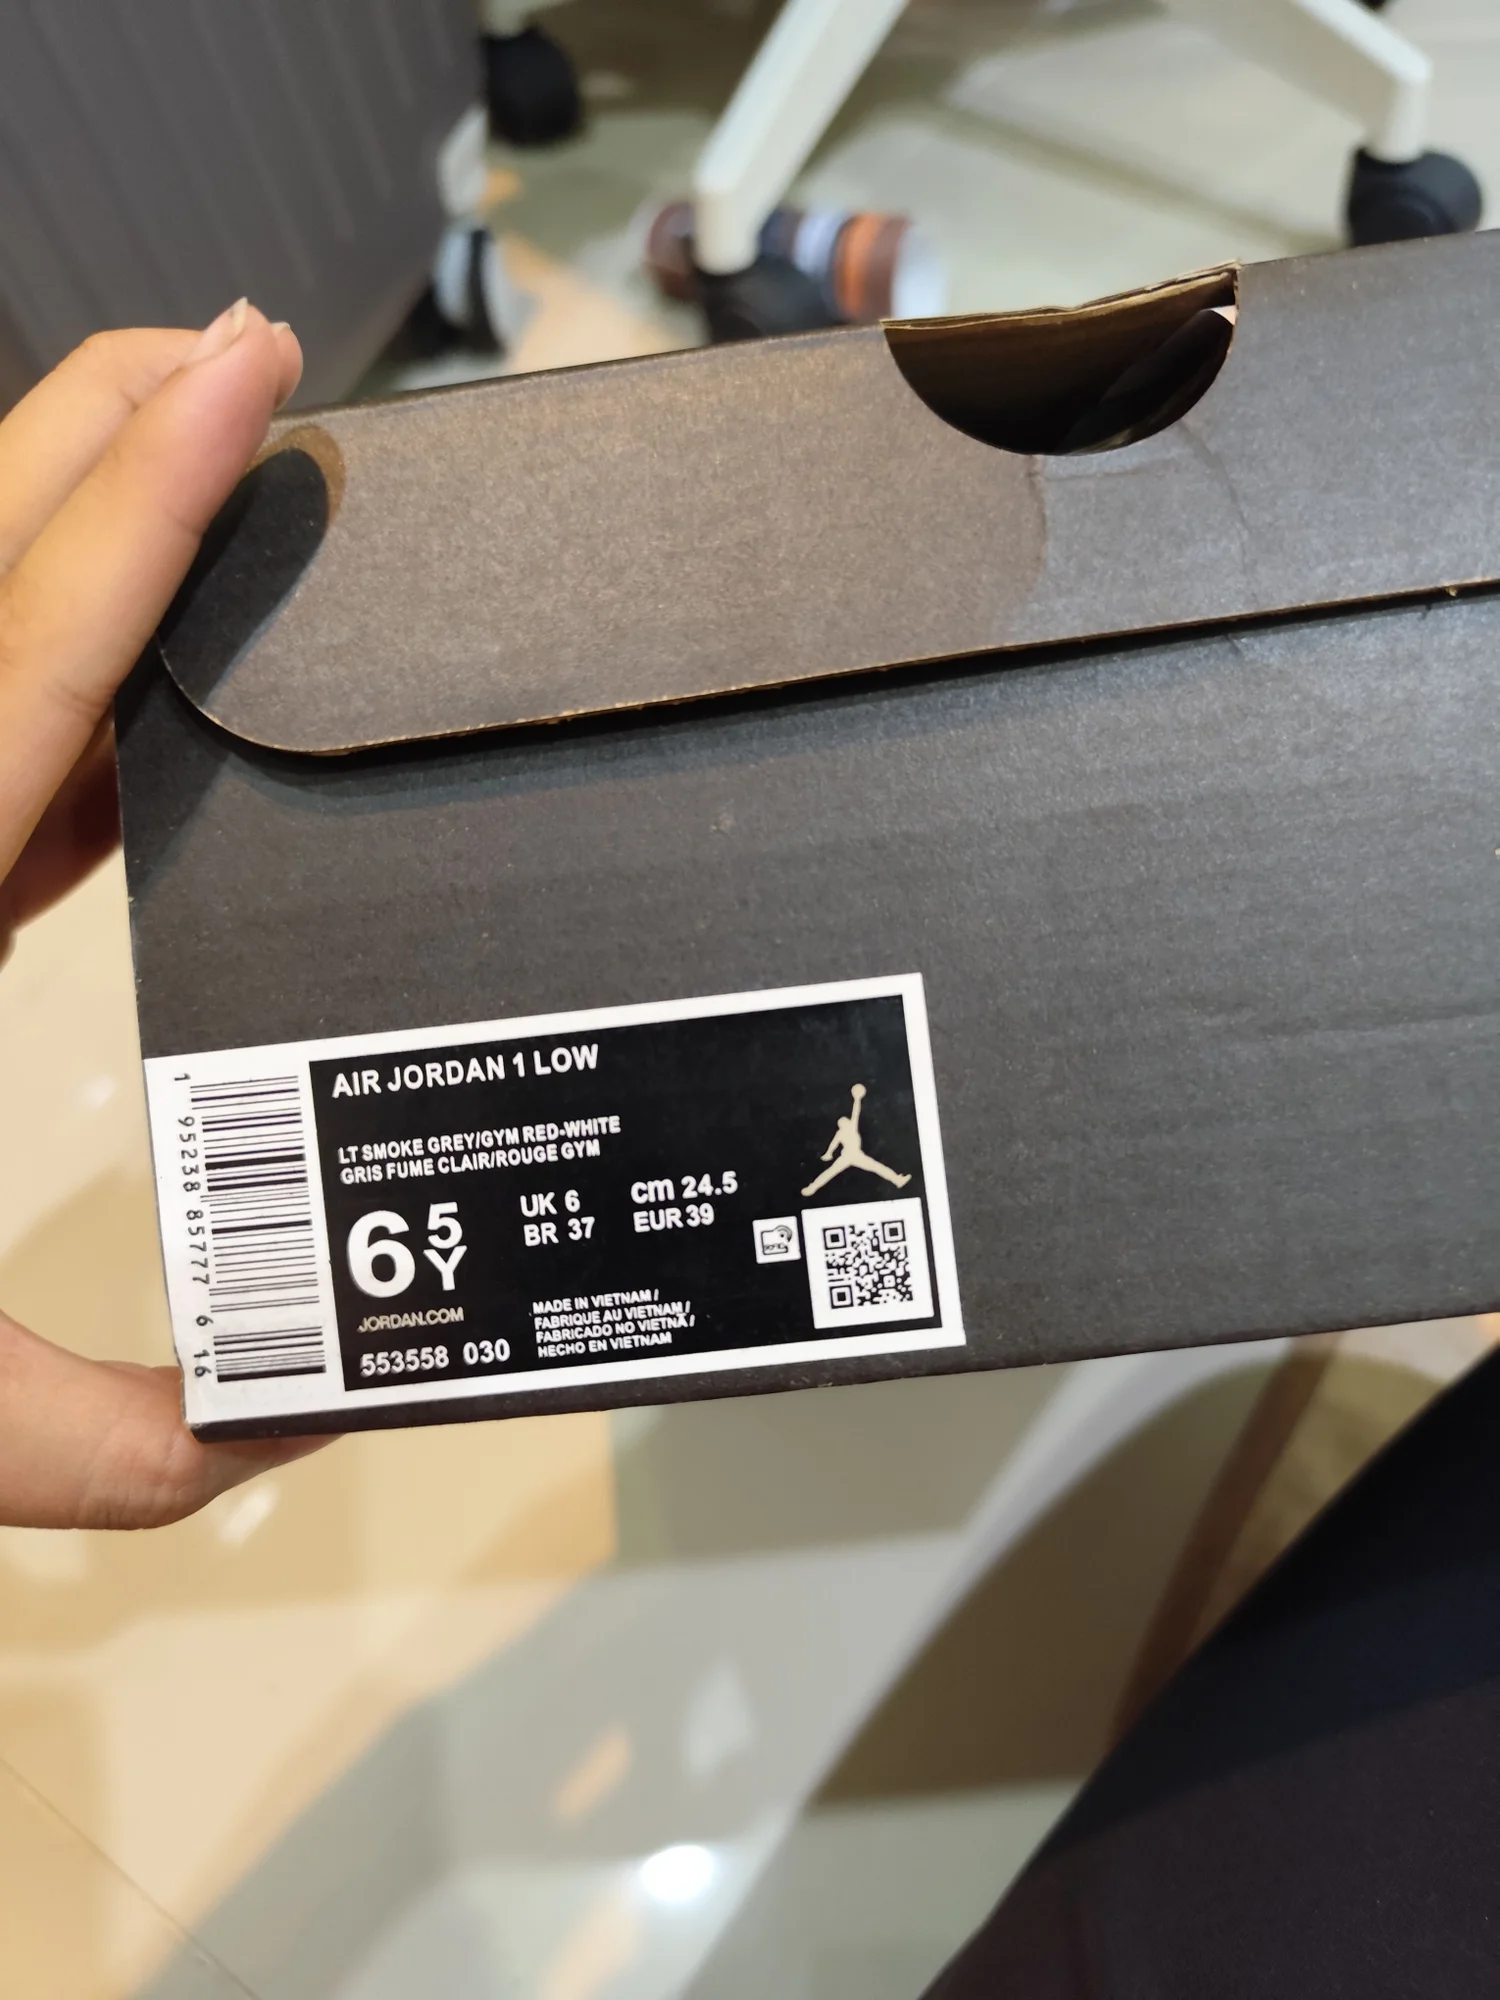 AIR JORDAN 1 LOW
LT SMOKE GREY/GYM RED-WHITE
GRIS FUME CLAIR/ROUGE GYM
6 5Y
UK 6
BR 37
cm 24.5
EUR 39
JORDAN.COM
553558 030
MADE IN VIETNAM /
FABRIQUE AU VIETNAM /
FABRICADO NO VIETNÃ /
HECHO EN VIETNAM
1 95238 85777 6 16